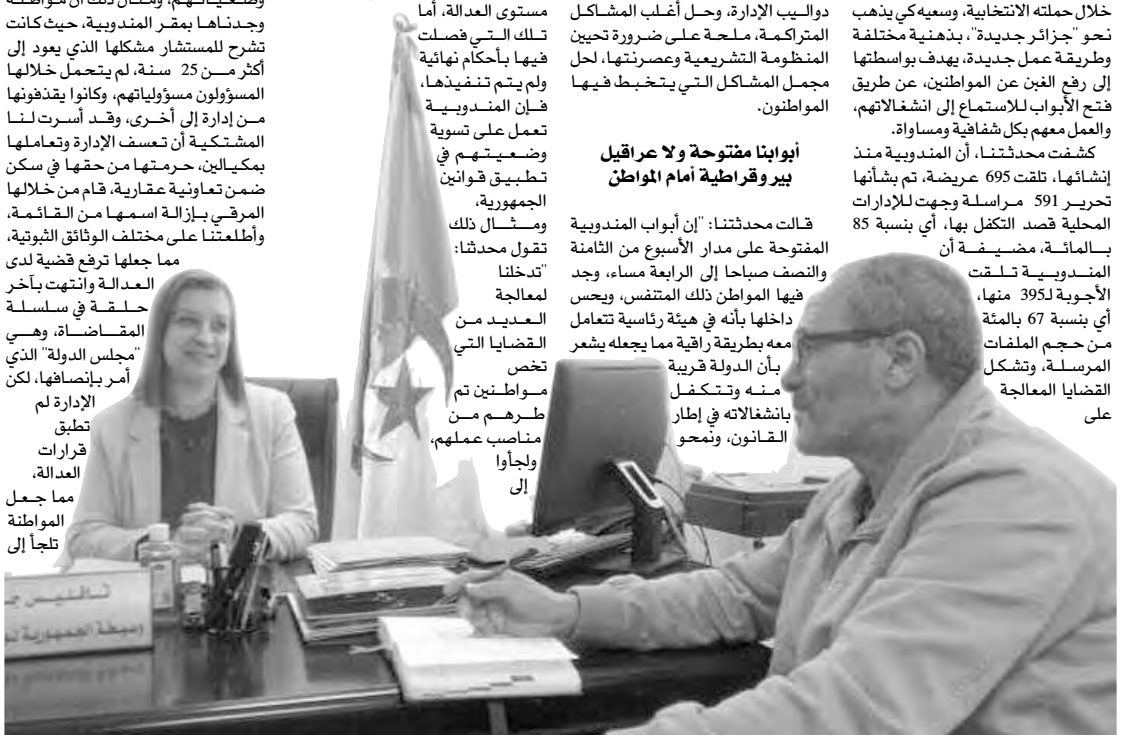 خلال حملته الانتخابية، وسعيه كي يذهب
نحو "جزائر جديدة"، بذهنية مختلفة
وطريقة عمل جديدة، يهدف بواسطتها
إلى رفع الغبن عن المواطنين، عن طريق
فتح الأبواب للاستماع إلى انشغالاتهم،
والعمل معهم بكل شفافية ومساواة.
كشفت محدثتنا، أن المندوبية منذ
إنشائها، تلقت 695 عريضة، تم بشأنها
تحرير 591 مراسلة وجهت للإدارات
المحلية قصد التكفل بها، أي بنسبة 85
بالمائة، مضيفة أن
المندوبية تلقت
الأجوبة لـ395 منها،
أي بنسبة 67 بالمئة
من حجم الملفات
المرسلة، وتشكل
القضايا المعالجة
على
دواليب الإدارة، وحل أغلب المشاكل
المتراكمة، ملحة على ضرورة تحيين
المنظومة التشريعية وعصرنتها، لحل
مجمل المشاكل التي يتخبط فيها
المواطنون.
أبوابنا مفتوحة ولا عراقيل
بيروقراطية أمام المواطن
قالت محدثتنا: "إن أبواب المندوبية
المفتوحة على مدار الأسبوع من الثامنة
والنصف صباحا إلى الرابعة مساء، وجد
فيها المواطن ذلك المتنفس، ويحس
داخلها بأنه في هيئة رئاسية تتعامل
معه بطريقة راقية مما يجعله يشعر
بأن الدولة قريبة
منه وتتكفل
بانشغالاته في إطار
القانون، ونمحو
مستوى العدالة، أما
تلك التي فصلت
فيها بأحكام نهائية
ولم يتم تنفيذها،
فإن المندوبية
تعمل على تسوية
وضعيتهم في
تطبيق قوانين
الجمهورية،
ومثال ذلك
تقول محدثنا:
"تدخلنا
لمعالجة
العديد من
القضايا التي
تخص
مواطنين تم
طرهم من
مناصب عملهم،
ولجأوا
إلى
وجدناها بمقر المندوبية، حيث كانت
تشرح للمستشار مشكلها الذي يعود إلى
أكثر من 25 سنة، لم يتحمل خلالها
المسؤولون مسؤولياتهم، وكانوا يقذفونها
من إدارة إلى أخرى، وقد أسرت لنا
المشتكية أن تعسف الإدارة وتعاملها
بمكيالين، حرمتها من حقها في سكن
ضمن تعاونية عقارية، قام من خلالها
المرقي بإزالة اسمها من القائمة،
وأطلعتنا على مختلف الوثائق الثبوتية،
مما جعلها ترفع قضية لدى
العدالة وانتهت بآخر
حلقة في سلسلة
المقاضاة، وهي
"مجلس الدولة" الذي
أمر بإنصافها، لكن
الإدارة لم
تطبق
قرارات
العدالة،
مما جعل
المواطنة
تلجأ إلى
وسيطة الجمهورية